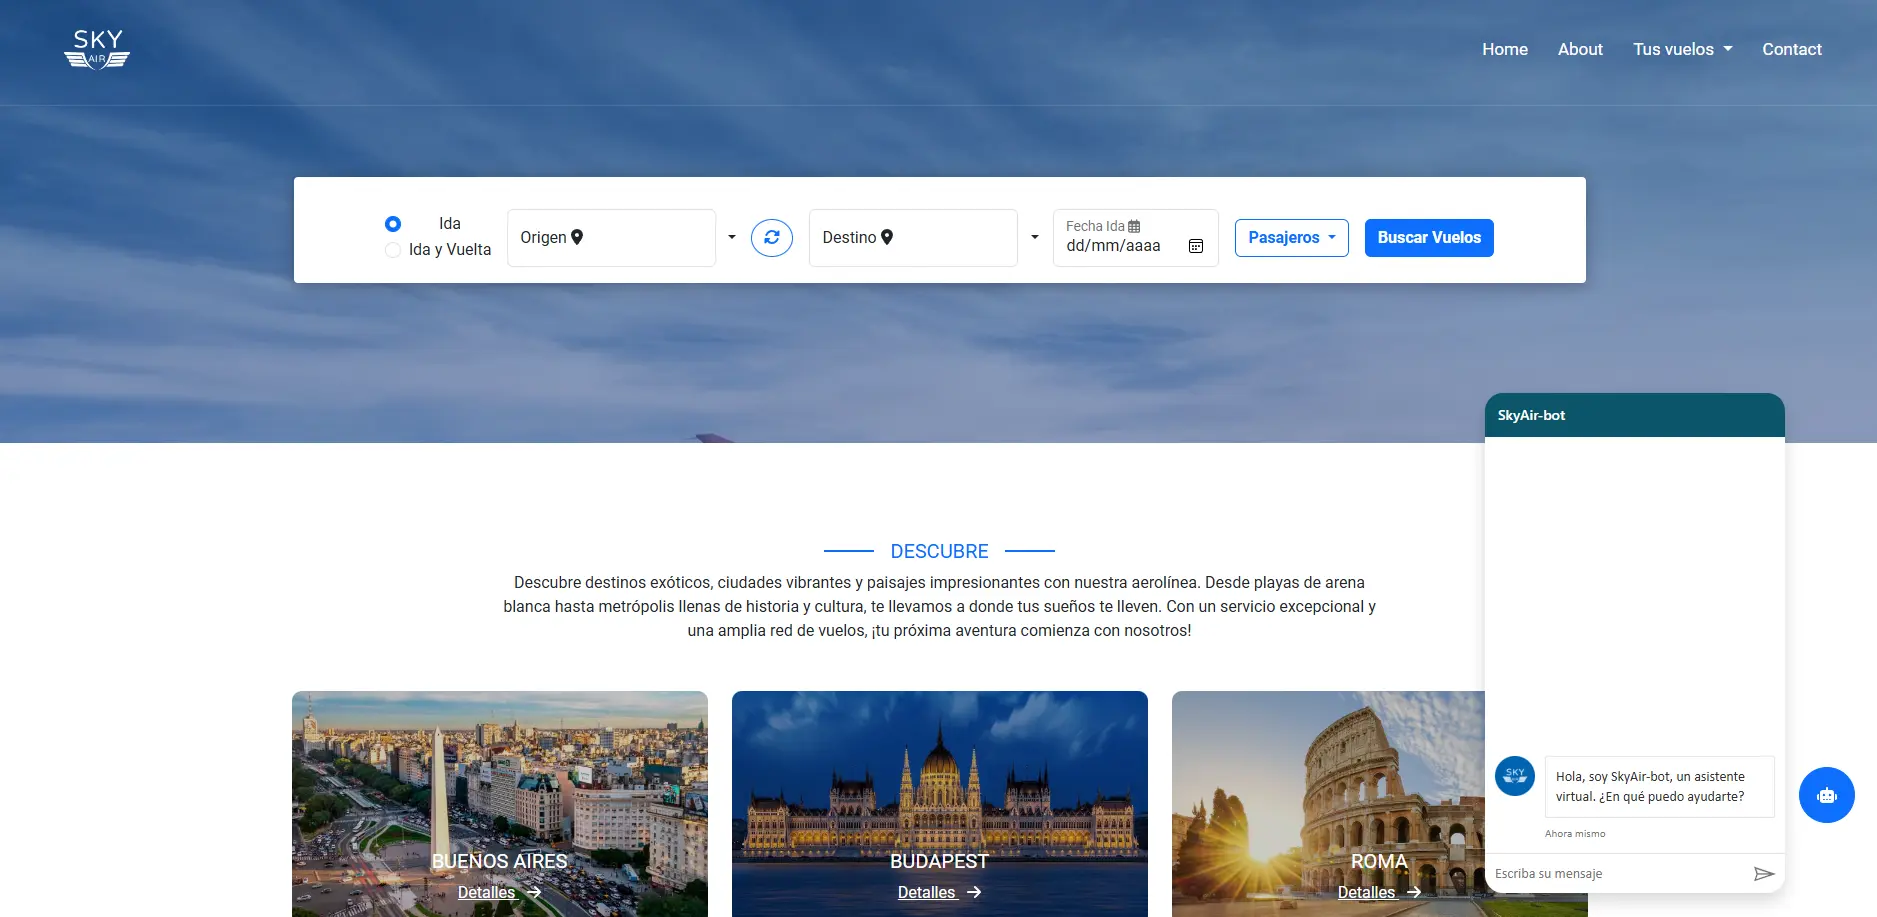 SKY
AIR
Home
About
Tus vuelos
Contact
Ida
Ida y Vuelta
Origen
Destino
Fecha Ida
dd/mm/aaaa
Pasajeros
Buscar Vuelos
DESCUBRE
Descubre destinos exóticos, ciudades vibrantes y paisajes impresionantes con nuestra aerolínea. Desde playas de arena
blanca hasta metrópolis llenas de historia y cultura, te llevamos a donde tus sueños te lleven. Con un servicio excepcional y
una amplia red de vuelos, ¡tu próxima aventura comienza con nosotros!
BUENOS AIRES
Detalles
BUDAPEST
Detalles
ROMA
Detalles
SkyAir-bot
SKY
Hola, soy SkyAir-bot, un asistente
virtual. ¿En qué puedo ayudarte?
Ahora mismo
Escriba su mensaje